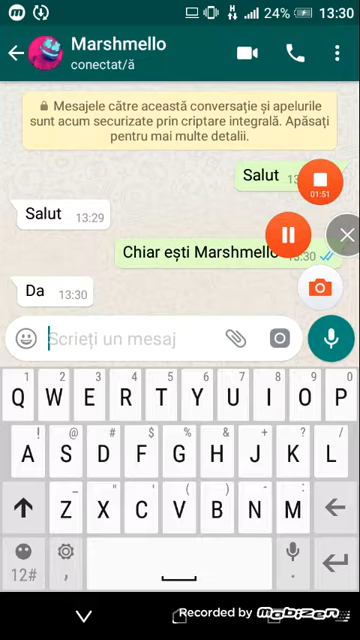 24% 13:30
Marshmello
conectat/ă
Mesajele către această conversație și apelurile
sunt acum securizate prin criptare integrală. Apăsați
pentru mai multe detalii.
Salut
01:51
Salut 13:29
Chiar ești Marshmello 13:30
Da 13:30
Scrieți un mesaj
1 2 3 4 5 6 7 8 9 0
Q W E R T Y U I O P
! @ # $ % & + ? /
A S D F G H J K L
_ " ' ( ) - : ;
Z X C V B N M
12# , .
Recorded by mobizen